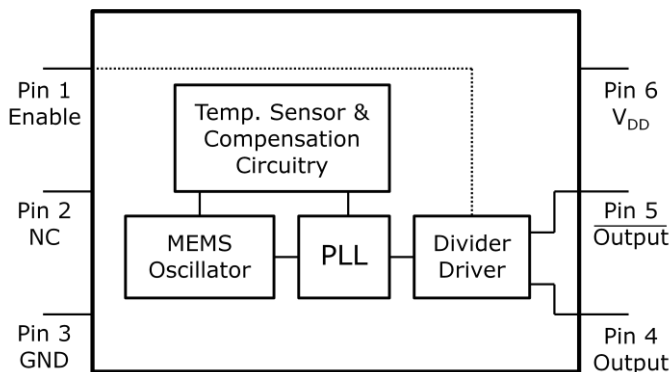 Pin 1
Enable
Pin 2
NC
Pin 3
GND
Temp. Sensor &
Compensation
Circuitry
MEMS
Oscillator
PLL
Divider
Driver
Pin 6
V_DD
Pin 5
Output
Pin 4
Output